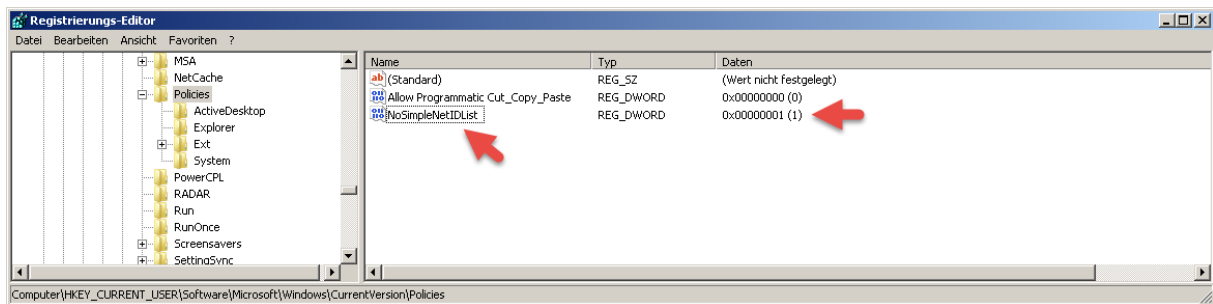 Registrierungs-Editor
Datei Bearbeiten Ansicht Favoriten ?
MSA
NetCache
Policies
ActiveDesktop
Explorer
Ext
System
PowerCPL
RADAR
Run
RunOnce
Screensavers
SettingSync
Name Typ Daten
ab (Standard) REG_SZ (Wert nicht festgelegt)
Allow Programmatic Cut_Copy_Paste REG_DWORD 0x00000000 (0)
NoSimpleNetIDList REG_DWORD 0x00000001 (1)
Computer\HKEY_CURRENT_USER\Software\Microsoft\Windows\CurrentVersion\Policies